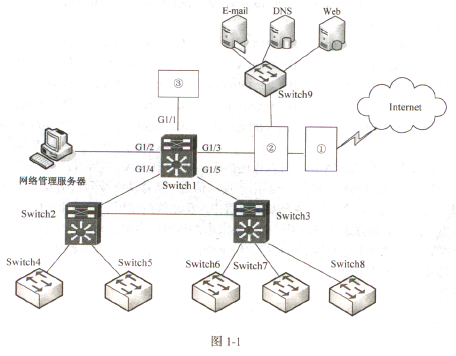 E-mail DNS Web
Switch9
③
Internet
G1/1
② ①
G1/2 G1/3
G1/4 G1/5
网络管理服务器
Switch1
Switch2 Switch3
Switch4 Switch5 Switch6 Switch7 Switch8
图 1-1